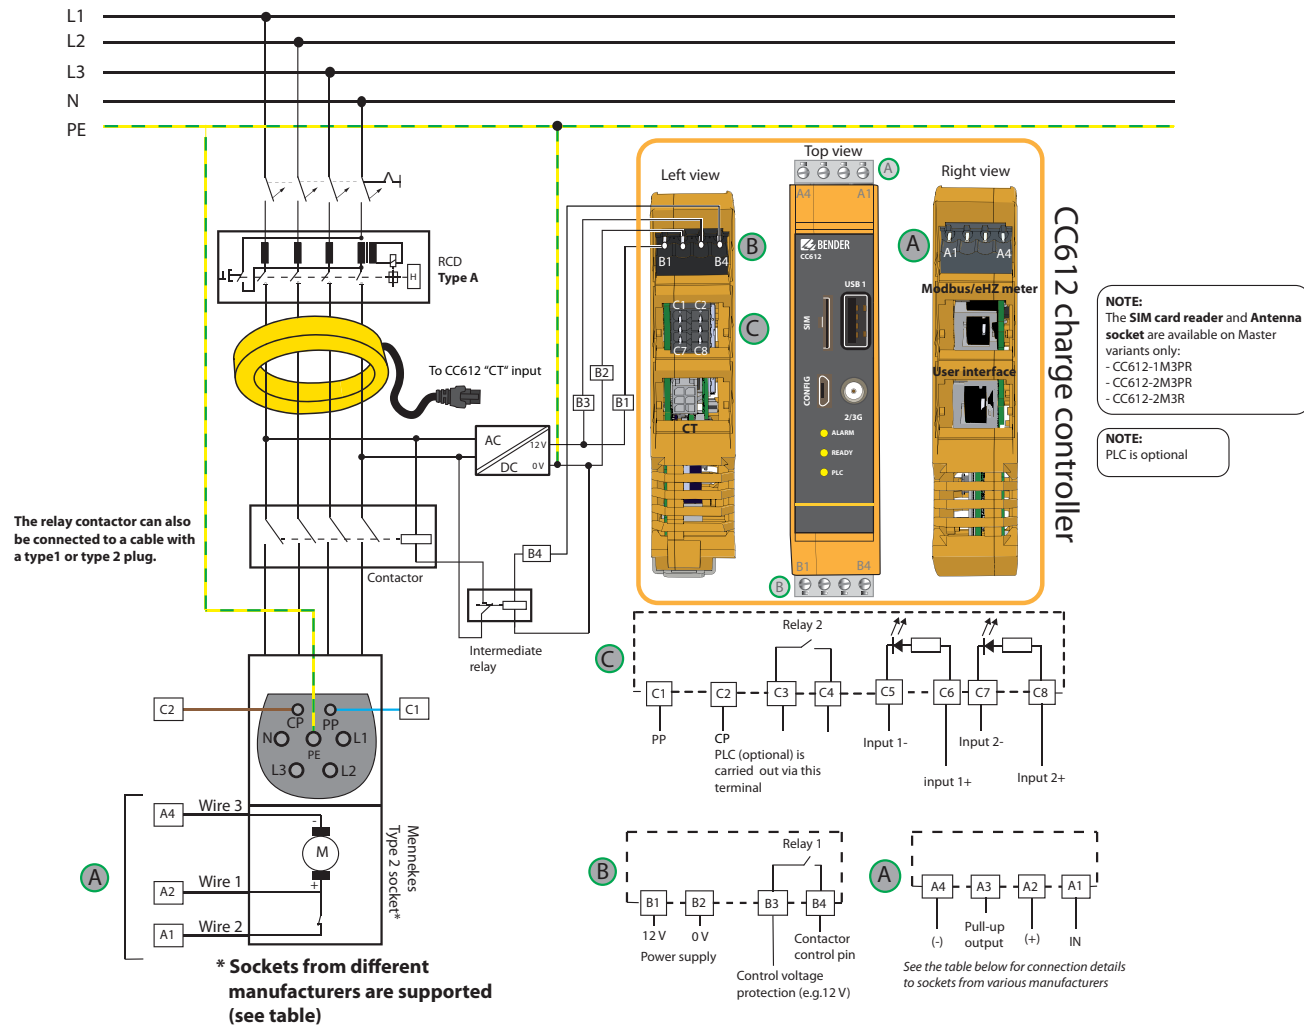 L1
L2
L3
N
PE
Top view
Left view
Right view
A
A4
A1
BENDER
CC612
USB 1
SIM
CONFIG
2/3G
ALARM
READY
PLC
B1
B4
B
B1
B4
B
C1
C2
C7
C8
C
CT
A
A1
A4
Modbus/eHZ meter
User interface
CC612 charge controller
NOTE:
The SIM card reader and Antenna
socket are available on Master
variants only:
- CC612-1M3PR
- CC612-2M3PR
- CC612-2M3R
NOTE:
PLC is optional
RCD
Type A
H
To CC612 "CT" input
B2
B3
B1
AC
DC
12 V
0 V
B4
The relay contactor can also
be connected to a cable with
a type1 or type 2 plug.
Contactor
Intermediate
relay
C2
C1
CP
PP
N
L1
PE
L3
L2
A
A4
Wire 3
A2
Wire 1
A1
Wire 2
-
M
+
Mennekes
Type 2 socket*
* Sockets from different
manufacturers are supported
(see table)
C
Relay 2
C1
C2
C3
C4
C5
C6
C7
C8
PP
CP
PLC (optional) is
carried out via this
terminal
Input 1-
input 1+
Input 2-
Input 2+
B
Relay 1
B1
B2
B3
B4
12 V
0 V
Power supply
Contactor
control pin
Control voltage
protection (e.g.12 V)
A
A4
A3
A2
A1
(-)
Pull-up
output
(+)
IN
See the table below for connection details
to sockets from various manufacturers